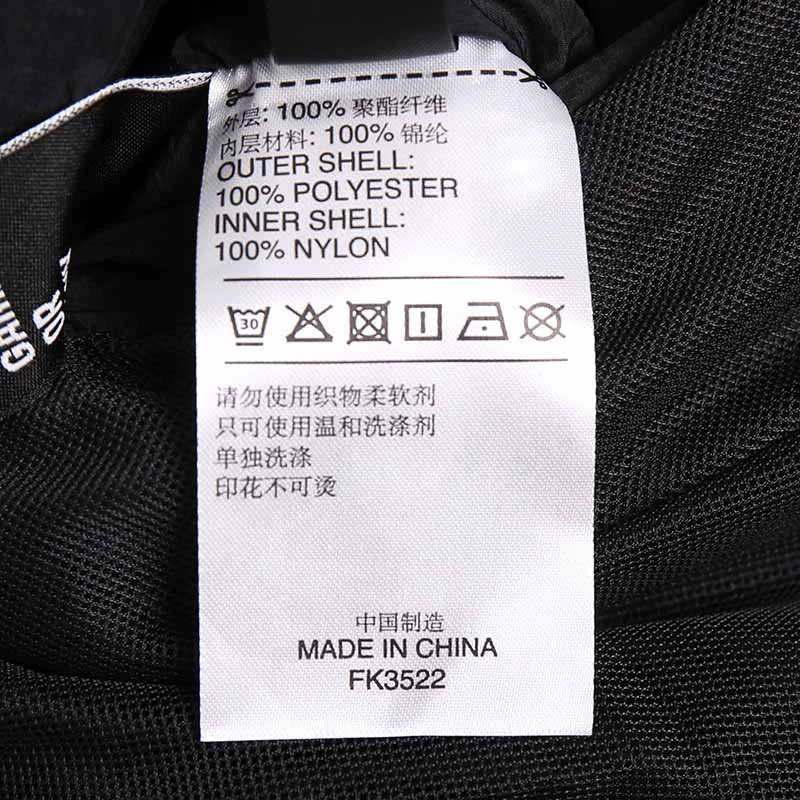 外层: 100% 聚酯纤维
内层材料: 100% 锦纶
OUTER SHELL:
100% POLYESTER
INNER SHELL:
100% NYLON
30
请勿使用织物柔软剂
只可使用温和洗涤剂
单独洗涤
印花不可烫
中国制造
MADE IN CHINA
FK3522